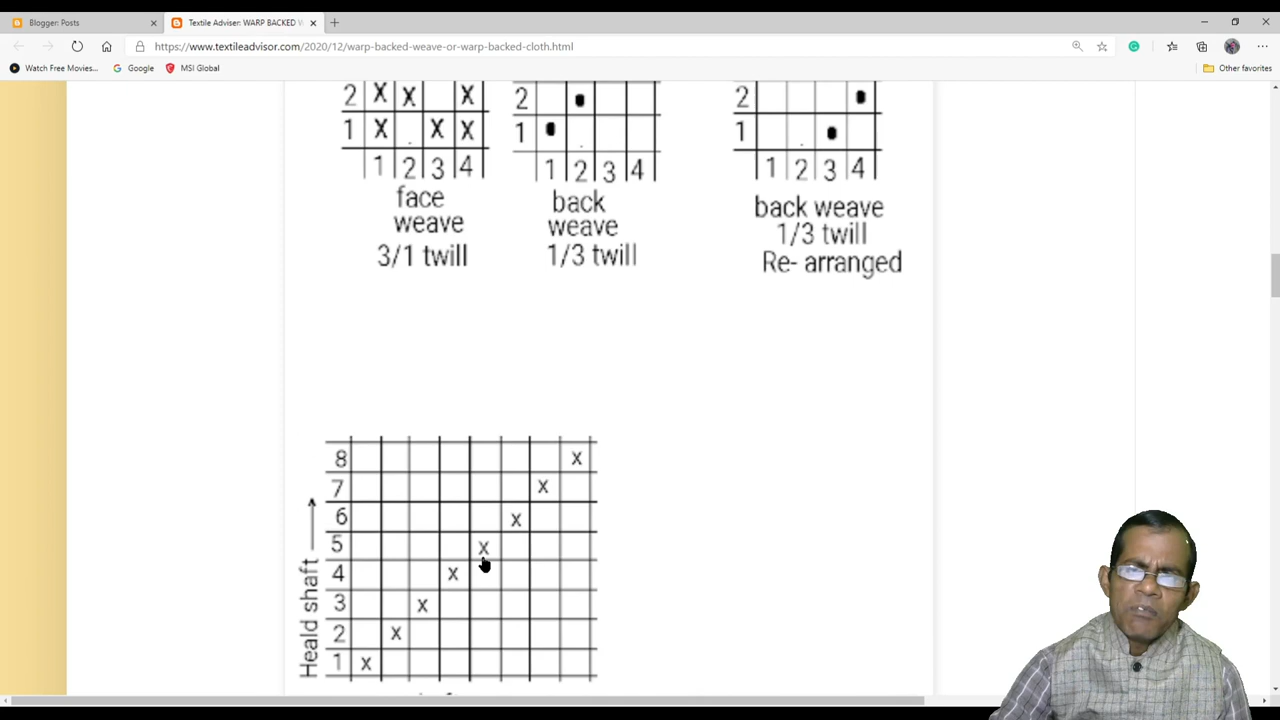 Blogger: Posts
Textile Adviser: WARP BACKED W
https://www.textileadvisor.com/2020/12/warp-backed-weave-or-warp-backed-cloth.html
Watch Free Movies...
Google
MSI Global
Other favorites
2 X X X
1 X X X
1 2 3 4
face
weave
3/1 twill
2
1
1 2 3 4
back
weave
1/3 twill
2
1
1 2 3 4
back weave
1/3 twill
Re- arranged
Heald shaft
8 x
7 x
6 x
5 x
4 x
3 x
2 x
1 x